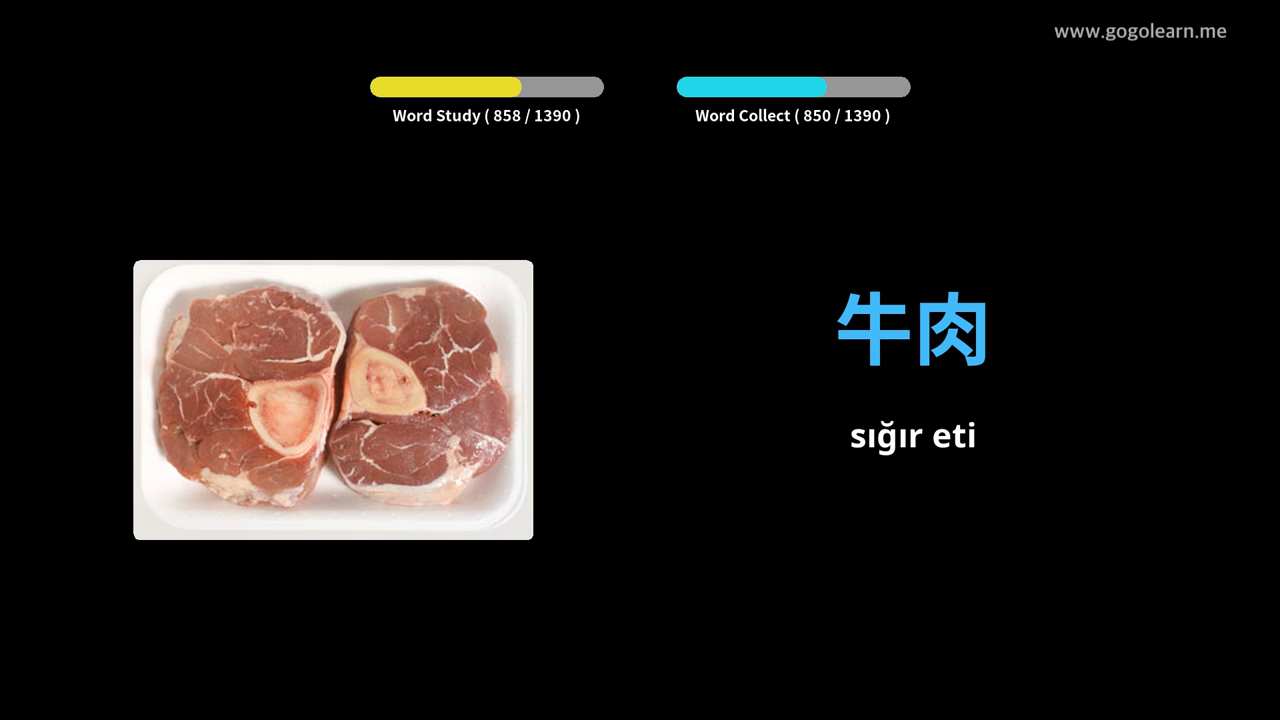 www.gogolearn.me
Word Study ( 858 / 1390 )
Word Collect ( 850 / 1390 )
牛肉
sığır eti